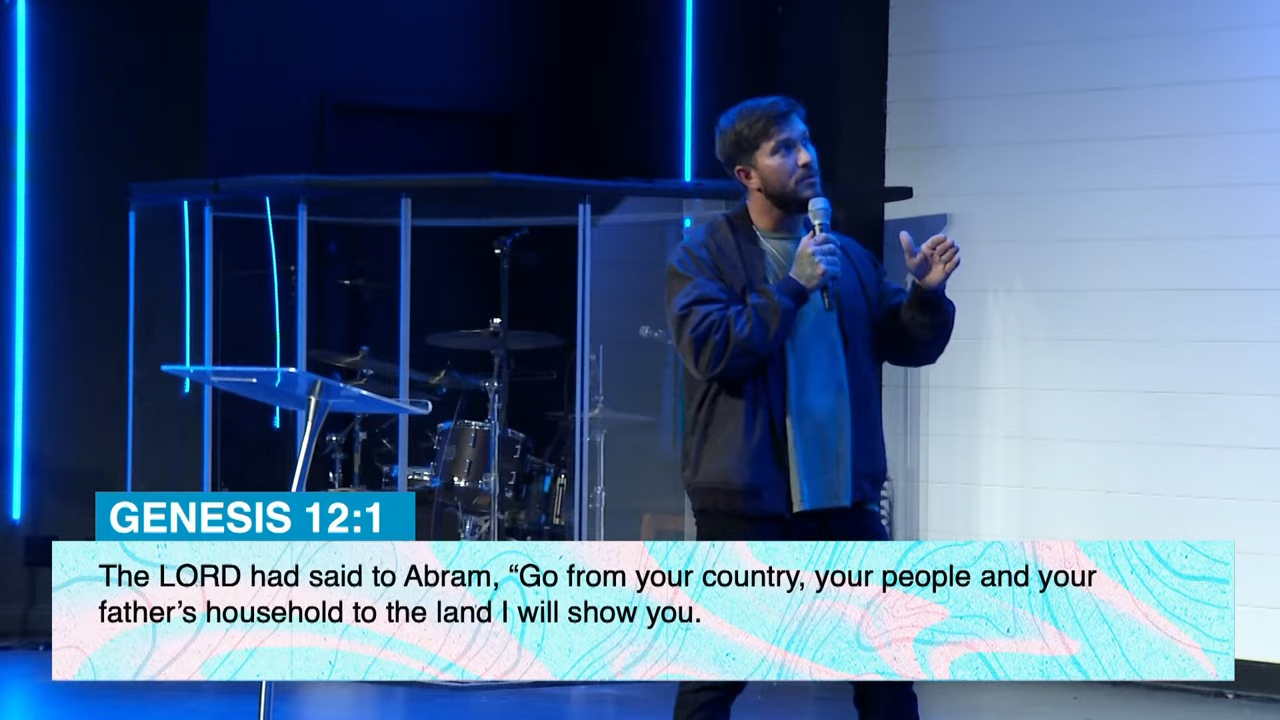 GENESIS 12:1
The LORD had said to Abram, “Go from your country, your people and your
father’s household to the land I will show you.